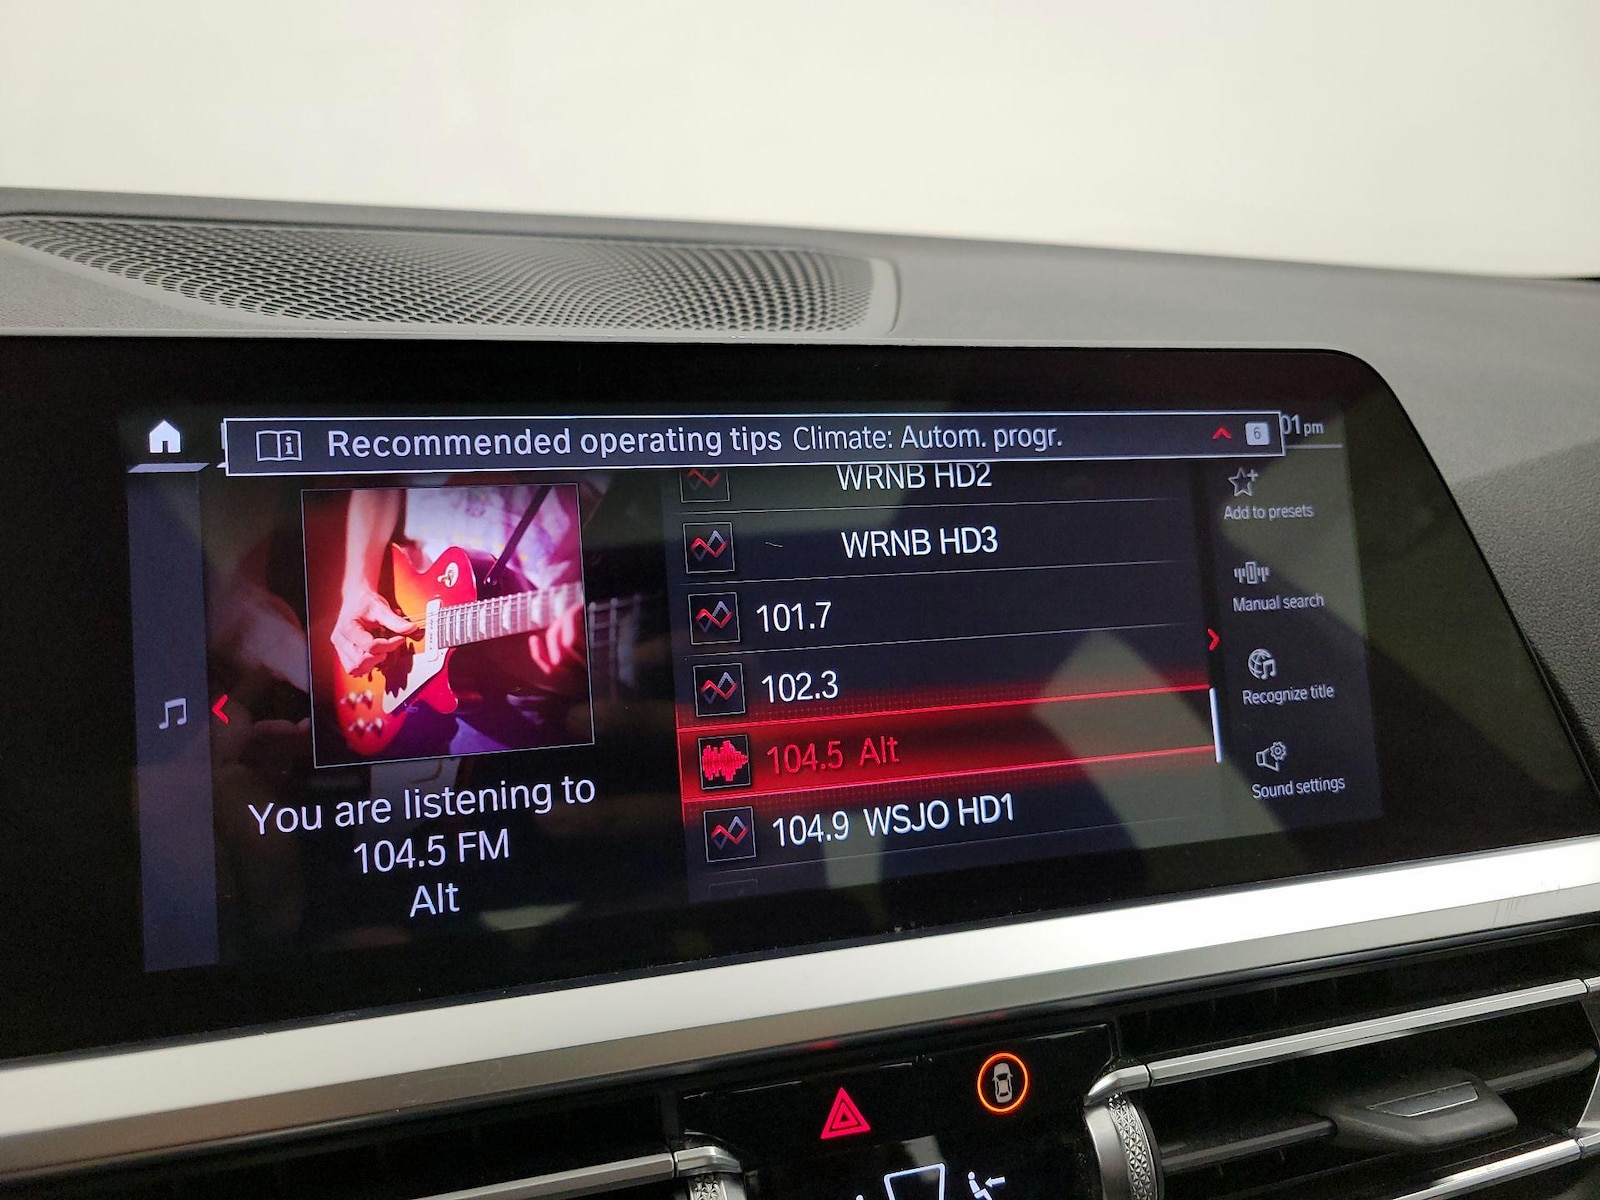 Recommended operating tips Climate: Autom. progr.
6
01 pm
WRNB HD2
WRNB HD3
101.7
102.3
104.5 Alt
104.9 WSJO HD1
You are listening to
104.5 FM
Alt
Add to presets
Manual search
Recognize title
Sound settings